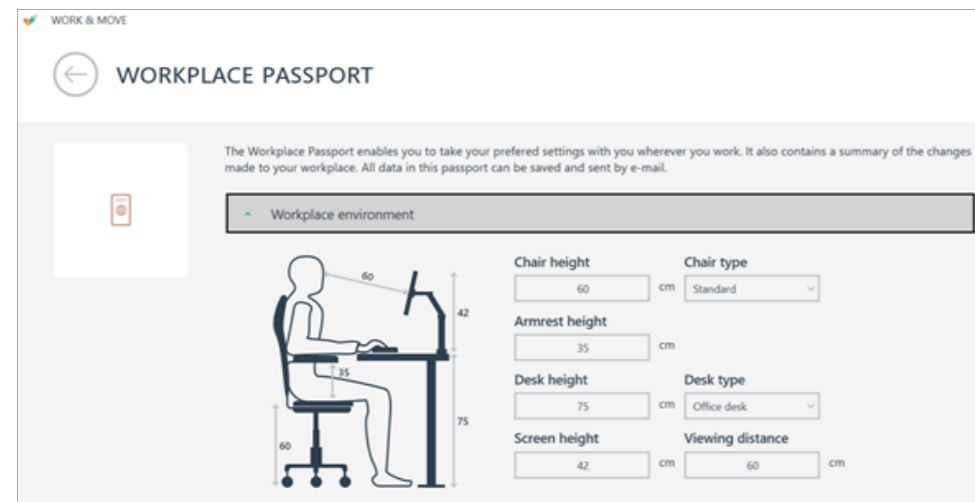 WORK & MOVE
WORKPLACE PASSPORT
The Workplace Passport enables you to take your prefered settings with you wherever you work. It also contains a summary of the changes
made to your workplace. All data in this passport can be saved and sent by e-mail.
Workplace environment
Chair height
Chair type
60
cm
Standard
Armrest height
35
cm
Desk height
Desk type
75
cm
Office desk
Screen height
Viewing distance
42
cm
60
cm
60
42
35
75
60